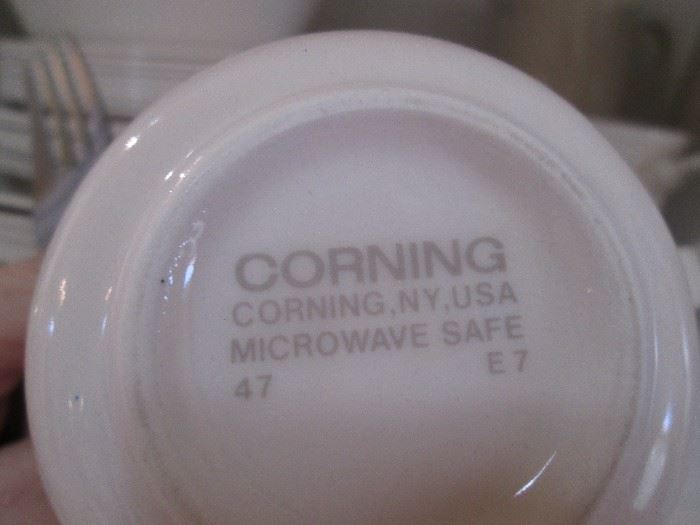 CORNING
CORNING, NY, USA
MICROWAVE SAFE
47 E7